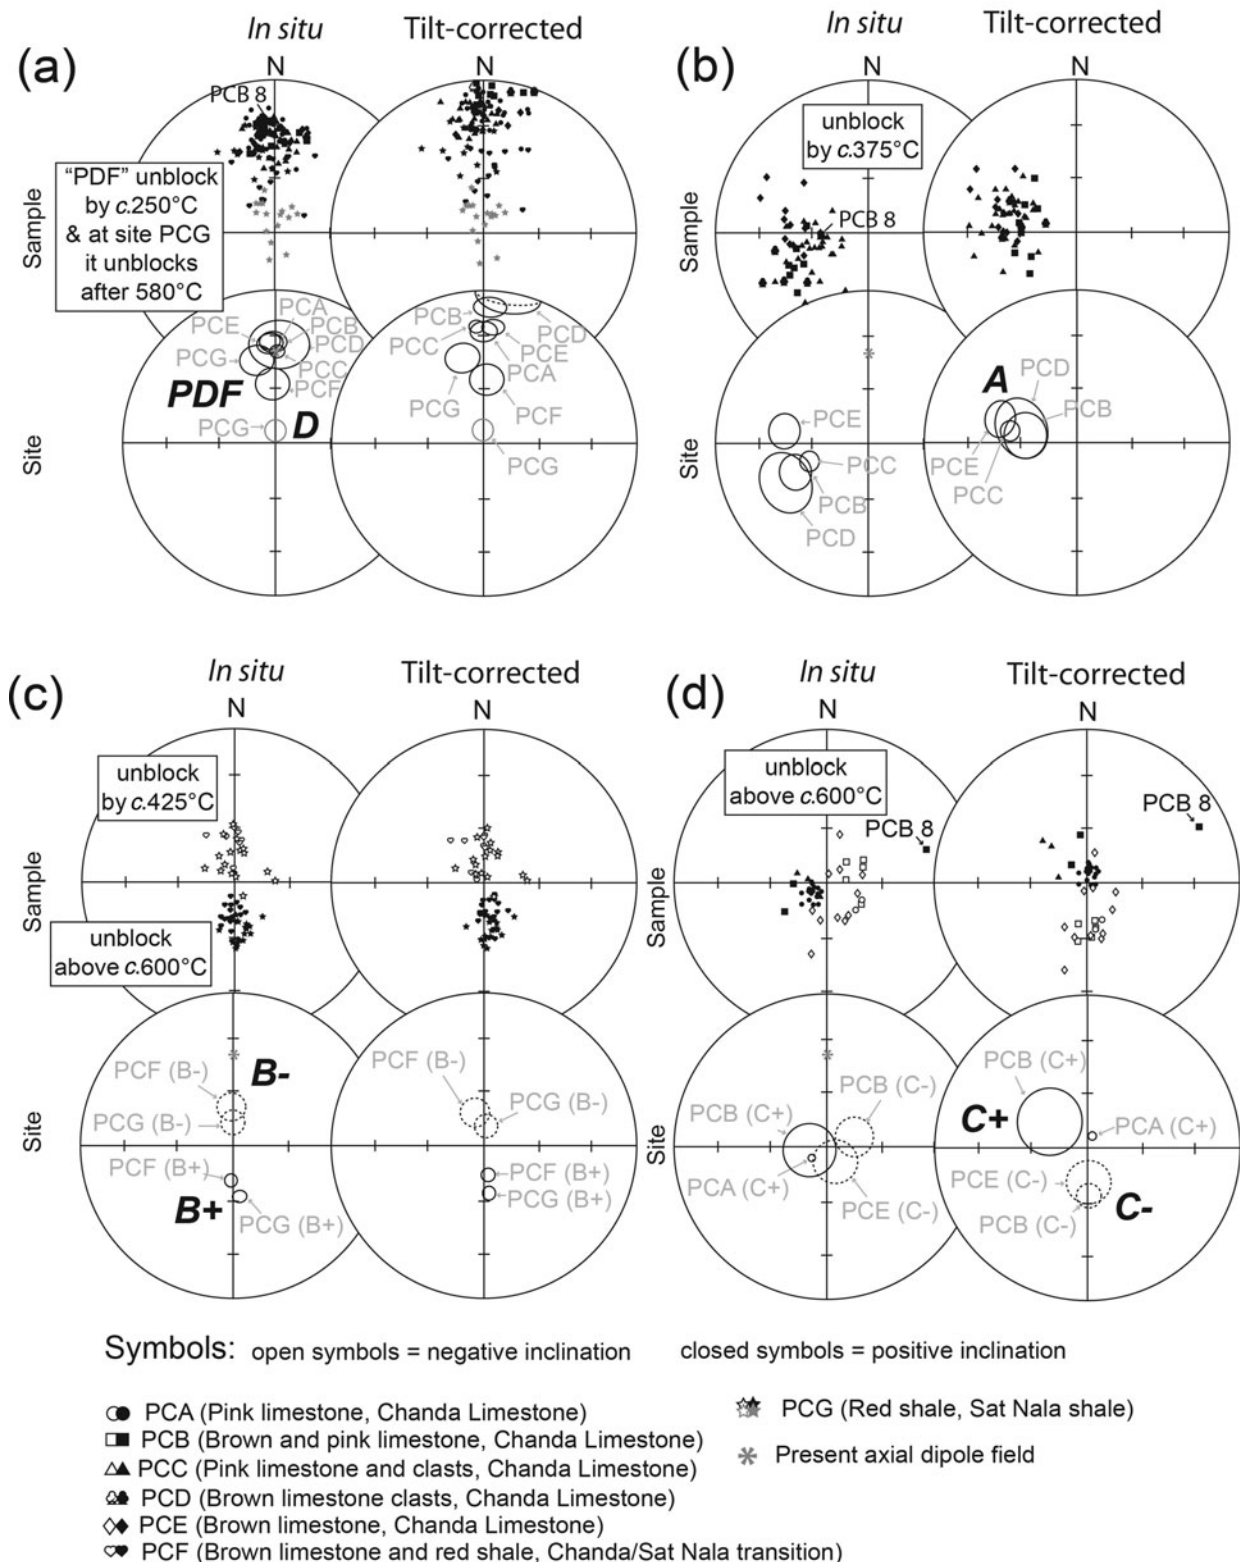 (a)
In situ
Tilt-corrected
N
N
PCB 8
"PDF" unblock
by c.250°C
& at site PCG
it unblocks
after 580°C
Sample
Site
PCA
PCE
PCB
PCD
PCG
PCC
PCF
PDF
PCG
D
PCB
PCD
PCC
PCE
PCA
PCG
PCF
PCG
(b)
In situ
Tilt-corrected
N
N
unblock
by c.375°C
PCB 8
Sample
Site
PCE
PCC
PCB
PCD
A
PCD
PCB
PCE
PCC
(c)
In situ
Tilt-corrected
N
N
unblock
by c.425°C
unblock
above c.600°C
Sample
Site
PCF (B-)
B-
PCG (B-)
PCF (B+)
B+
PCG (B+)
PCF (B-)
PCG (B-)
PCF (B+)
PCG (B+)
(d)
In situ
Tilt-corrected
N
N
unblock
above c.600°C
PCB 8
PCB 8
Sample
Site
PCB (C-)
PCB (C+)
PCA (C+)
PCE (C-)
PCB (C+)
C+
PCA (C+)
PCE (C-)
PCB (C-)
C-
Symbols: open symbols = negative inclination closed symbols = positive inclination
PCA (Pink limestone, Chanda Limestone)
PCB (Brown and pink limestone, Chanda Limestone)
PCC (Pink limestone and clasts, Chanda Limestone)
PCD (Brown limestone clasts, Chanda Limestone)
PCE (Brown limestone, Chanda Limestone)
PCF (Brown limestone and red shale, Chanda/Sat Nala transition)
PCG (Red shale, Sat Nala shale)
Present axial dipole field